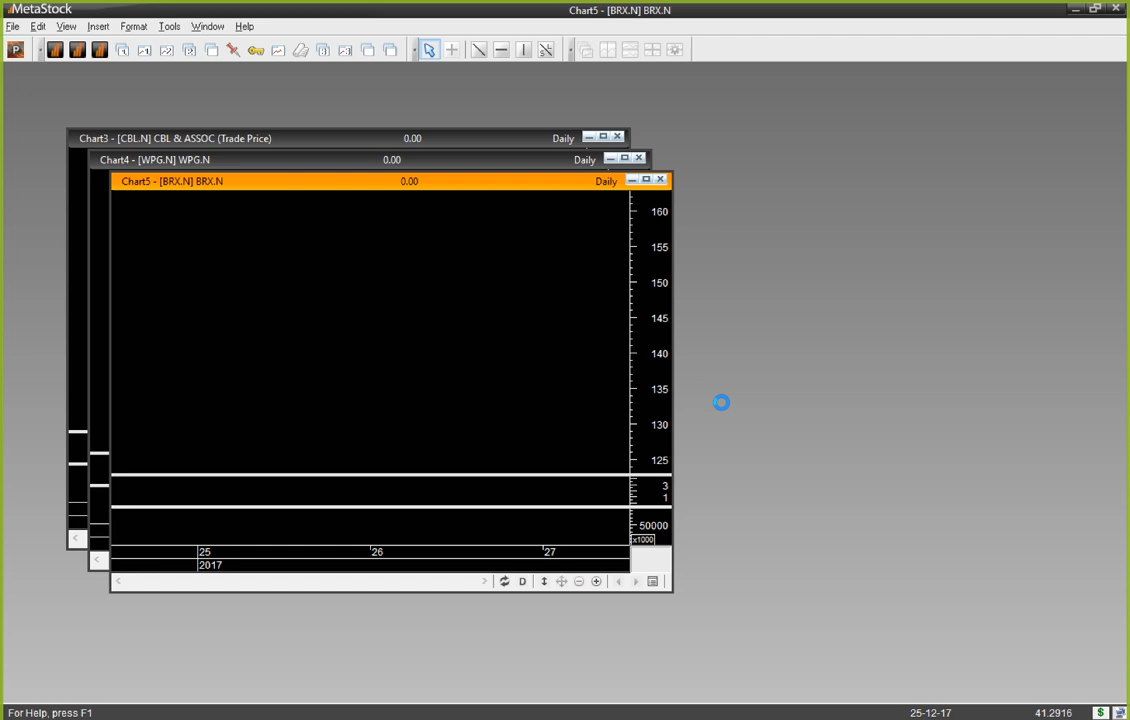 MetaStock
Chart5 - [BRX.N] BRX.N
File Edit View Insert Format Tools Window Help
P
Chart3 - [CBL.N] CBL & ASSOC (Trade Price) 0.00 Daily
Chart4 - [WPG.N] WPG.N 0.00 Daily
Chart5 - [BRX.N] BRX.N 0.00 Daily
160
155
150
145
140
135
130
125
3
1
50000
x1000
25 26 27
2017
D
For Help, press F1 25-12-17 41.2916 $